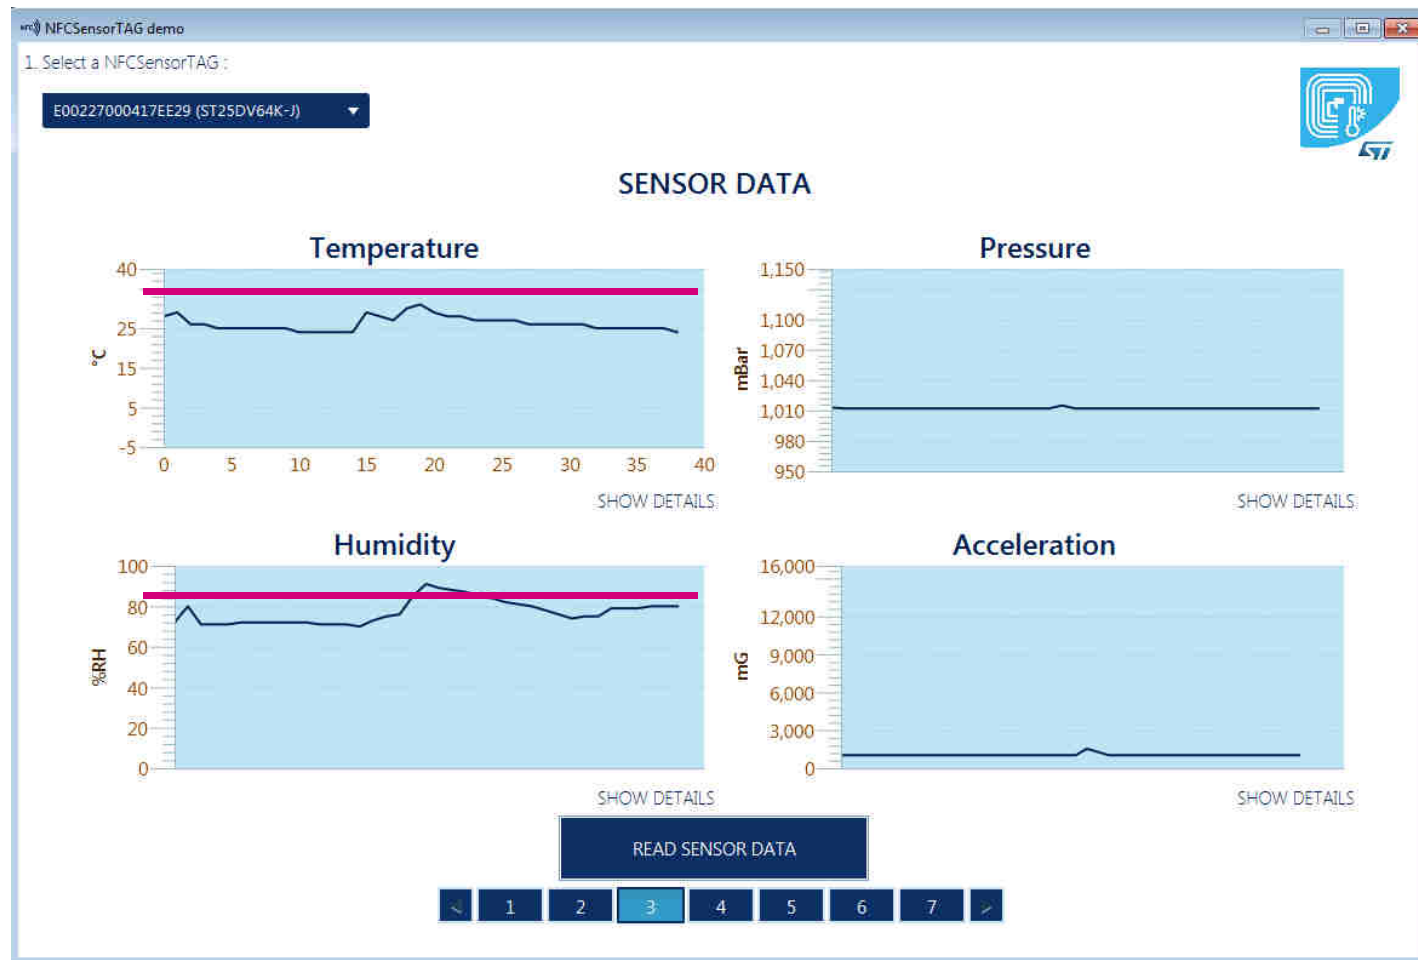 NFCSensorTAG demo
1. Select a NFCSensorTAG :
E00227000417EE29 (ST25DV64K-J)
ST
SENSOR DATA
Temperature
40
25
15
5
-5
°C
0 5 10 15 20 25 30 35 40
SHOW DETAILS
Pressure
1,150
1,100
1,070
1,040
1,010
980
950
mBar
SHOW DETAILS
Humidity
100
80
60
40
20
0
%RH
SHOW DETAILS
Acceleration
16,000
12,000
9,000
6,000
3,000
0
mG
SHOW DETAILS
READ SENSOR DATA
< 1 2 3 4 5 6 7 >